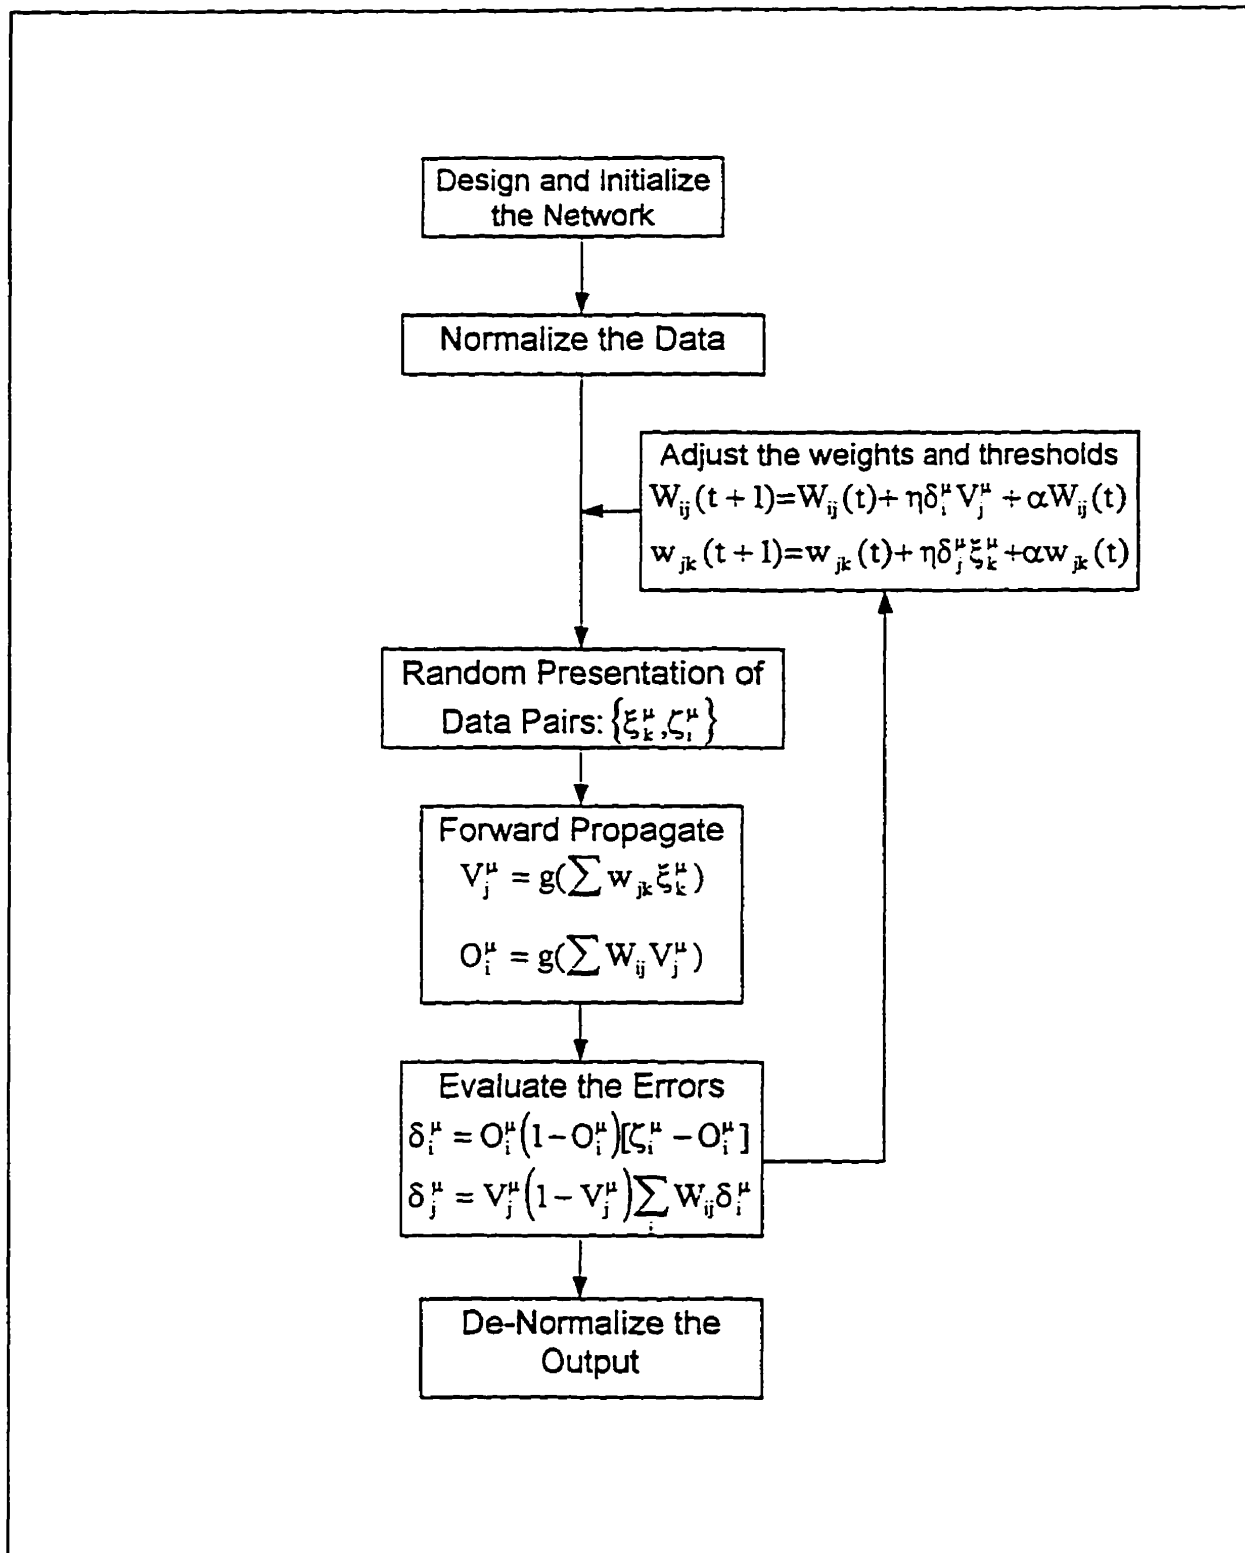 Design and Initialize
the Network
Normalize the Data
Adjust the weights and thresholds
W_ij(t + 1)=W_ij(t)+ ηδ_i^μ V_j^μ + αW_ij(t)
w_jk(t + 1)=w_jk(t)+ ηδ_j^μ ξ_k^μ +αw_jk(t)
Random Presentation of
Data Pairs: {ξ_k^μ,ζ_i^μ}
Forward Propagate
V_j^μ = g(∑ w_jk ξ_k^μ)
O_i^μ = g(∑ W_ij V_j^μ)
Evaluate the Errors
δ_i^μ = O_i^μ(1-O_i^μ)[ζ_i^μ - O_i^μ]
δ_j^μ = V_j^μ(1- V_j^μ)∑_i W_ij δ_i^μ
De-Normalize the
Output